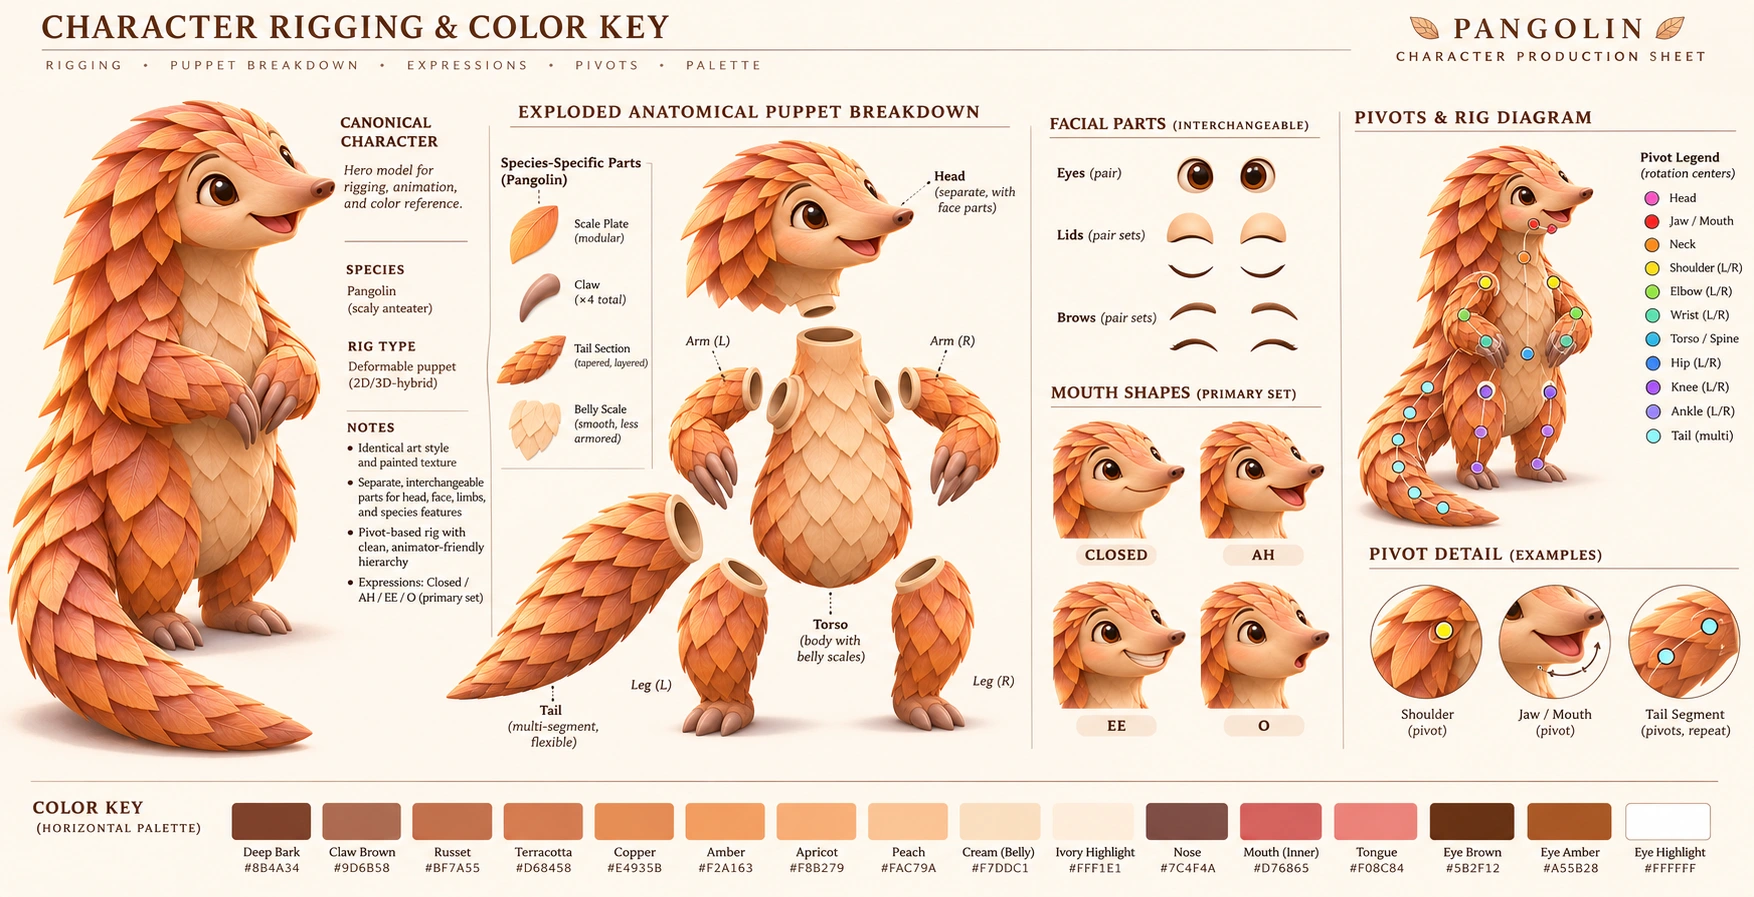 CHARACTER RIGGING & COLOR KEY
RIGGING • PUPPET BREAKDOWN • EXPRESSIONS • PIVOTS • PALETTE
PANGOLIN
CHARACTER PRODUCTION SHEET
CANONICAL
CHARACTER
Hero model for
rigging, animation,
and color reference.
SPECIES
Pangolin
(scaly anteater)
RIG TYPE
Deformable puppet
(2D/3D-hybrid)
NOTES
• Identical art style
and painted texture
• Separate, interchangeable
parts for head, face, limbs,
and species features
• Pivot-based rig with
clean, animator-friendly
hierarchy
• Expressions: Closed /
AH / EE / O (primary set)
EXPLODED ANATOMICAL PUPPET BREAKDOWN
Species-Specific Parts
(Pangolin)
Scale Plate
(modular)
Claw
(×4 total)
Tail Section
(tapered, layered)
Belly Scale
(smooth, less
armored)
Head
(separate, with
face parts)
Arm (L)
Arm (R)
Torso
(body with
belly scales)
Leg (L)
Leg (R)
Tail
(multi-segment,
flexible)
FACIAL PARTS (INTERCHANGEABLE)
Eyes (pair)
Lids (pair sets)
Brows (pair sets)
MOUTH SHAPES (PRIMARY SET)
CLOSED
AH
EE
O
PIVOTS & RIG DIAGRAM
Pivot Legend
(rotation centers)
Head
Jaw / Mouth
Neck
Shoulder (L/R)
Elbow (L/R)
Wrist (L/R)
Torso / Spine
Hip (L/R)
Knee (L/R)
Ankle (L/R)
Tail (multi)
PIVOT DETAIL (EXAMPLES)
Shoulder
(pivot)
Jaw / Mouth
(pivot)
Tail Segment
(pivots, repeat)
COLOR KEY
(HORIZONTAL PALETTE)
Deep Bark
#8B4A34
Claw Brown
#9D6B58
Russet
#BF7A55
Terracotta
#D68458
Copper
#E4935B
Amber
#F2A163
Apricot
#F8B279
Peach
#FAC79A
Cream (Belly)
#F7DDC1
Ivory Highlight
#FFF1E1
Nose
#7C4F4A
Mouth (Inner)
#D76865
Tongue
#F08C84
Eye Brown
#5B2F12
Eye Amber
#A55B28
Eye Highlight
#FFFFFF